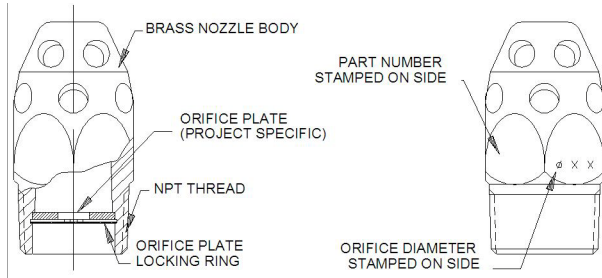 BRASS NOZZLE BODY
PART NUMBER
STAMPED ON SIDE
ORIFICE PLATE
(PROJECT SPECIFIC)
ø X X
NPT THREAD
ORIFICE PLATE
LOCKING RING
ORIFICE DIAMETER
STAMPED ON SIDE